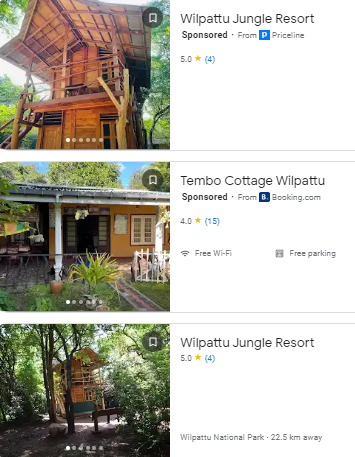 Wilpattu Jungle Resort
Sponsored · From P Priceline
5.0 ★ (4)
Tembo Cottage Wilpattu
Sponsored · From B. Booking.com
4.0 ★ (15)
Free Wi-Fi Free parking
Wilpattu Jungle Resort
5.0 ★ (4)
Wilpattu National Park · 22.5 km away